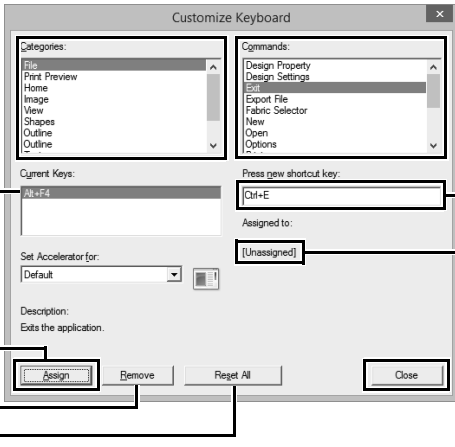 Customize Keyboard
Categories:
File
Print Preview
Home
Image
View
Shapes
Outline
Outline
Commands:
Design Property
Design Settings
Exit
Export File
Fabric Selector
New
Open
Options
Current Keys:
Alt+F4
Press new shortcut key:
Ctrl+E
Assigned to:
[Unassigned]
Set Accelerator for:
Default
Description:
Exits the application.
Assign
Remove
Reset All
Close